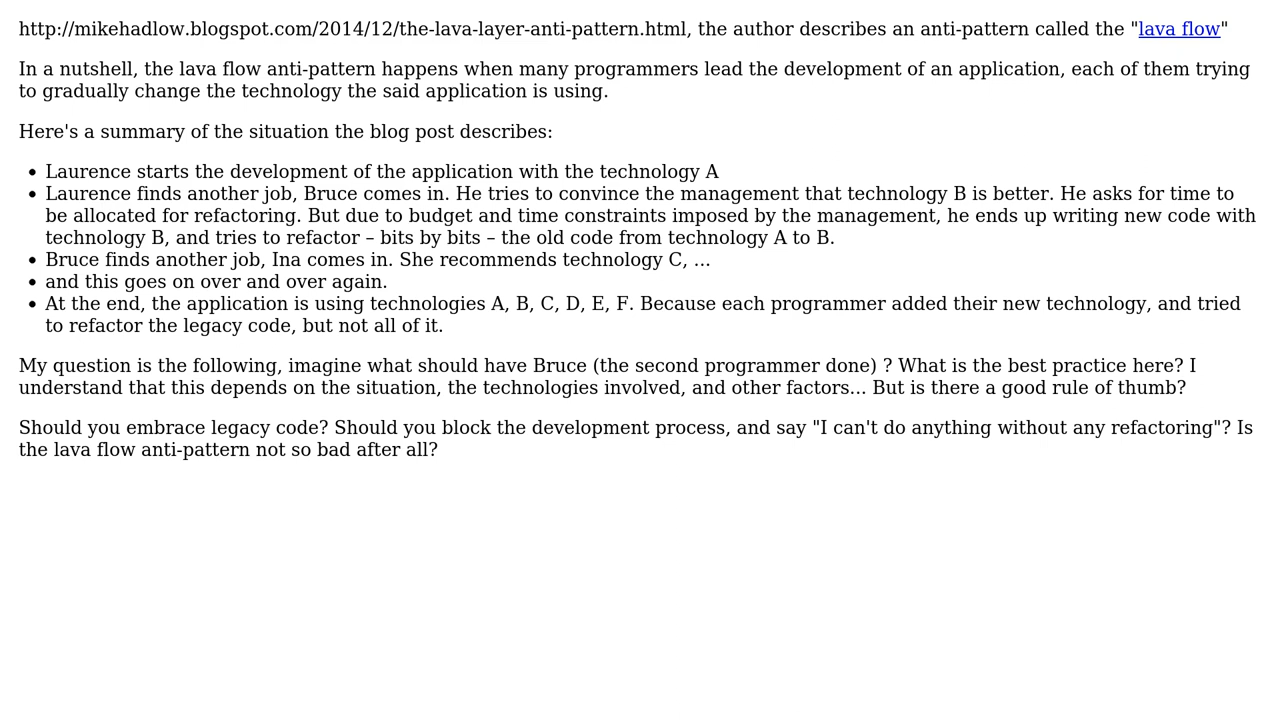 http://mikehadlow.blogspot.com/2014/12/the-lava-layer-anti-pattern.html, the author describes an anti-pattern called the "lava flow"
In a nutshell, the lava flow anti-pattern happens when many programmers lead the development of an application, each of them trying
to gradually change the technology the said application is using.
Here's a summary of the situation the blog post describes:
• Laurence starts the development of the application with the technology A
• Laurence finds another job, Bruce comes in. He tries to convince the management that technology B is better. He asks for time to
be allocated for refactoring. But due to budget and time constraints imposed by the management, he ends up writing new code with
technology B, and tries to refactor – bits by bits – the old code from technology A to B.
• Bruce finds another job, Ina comes in. She recommends technology C, ...
• and this goes on over and over again.
• At the end, the application is using technologies A, B, C, D, E, F. Because each programmer added their new technology, and tried
to refactor the legacy code, but not all of it.
My question is the following, imagine what should have Bruce (the second programmer done) ? What is the best practice here? I
understand that this depends on the situation, the technologies involved, and other factors... But is there a good rule of thumb?
Should you embrace legacy code? Should you block the development process, and say "I can't do anything without any refactoring"? Is
the lava flow anti-pattern not so bad after all?